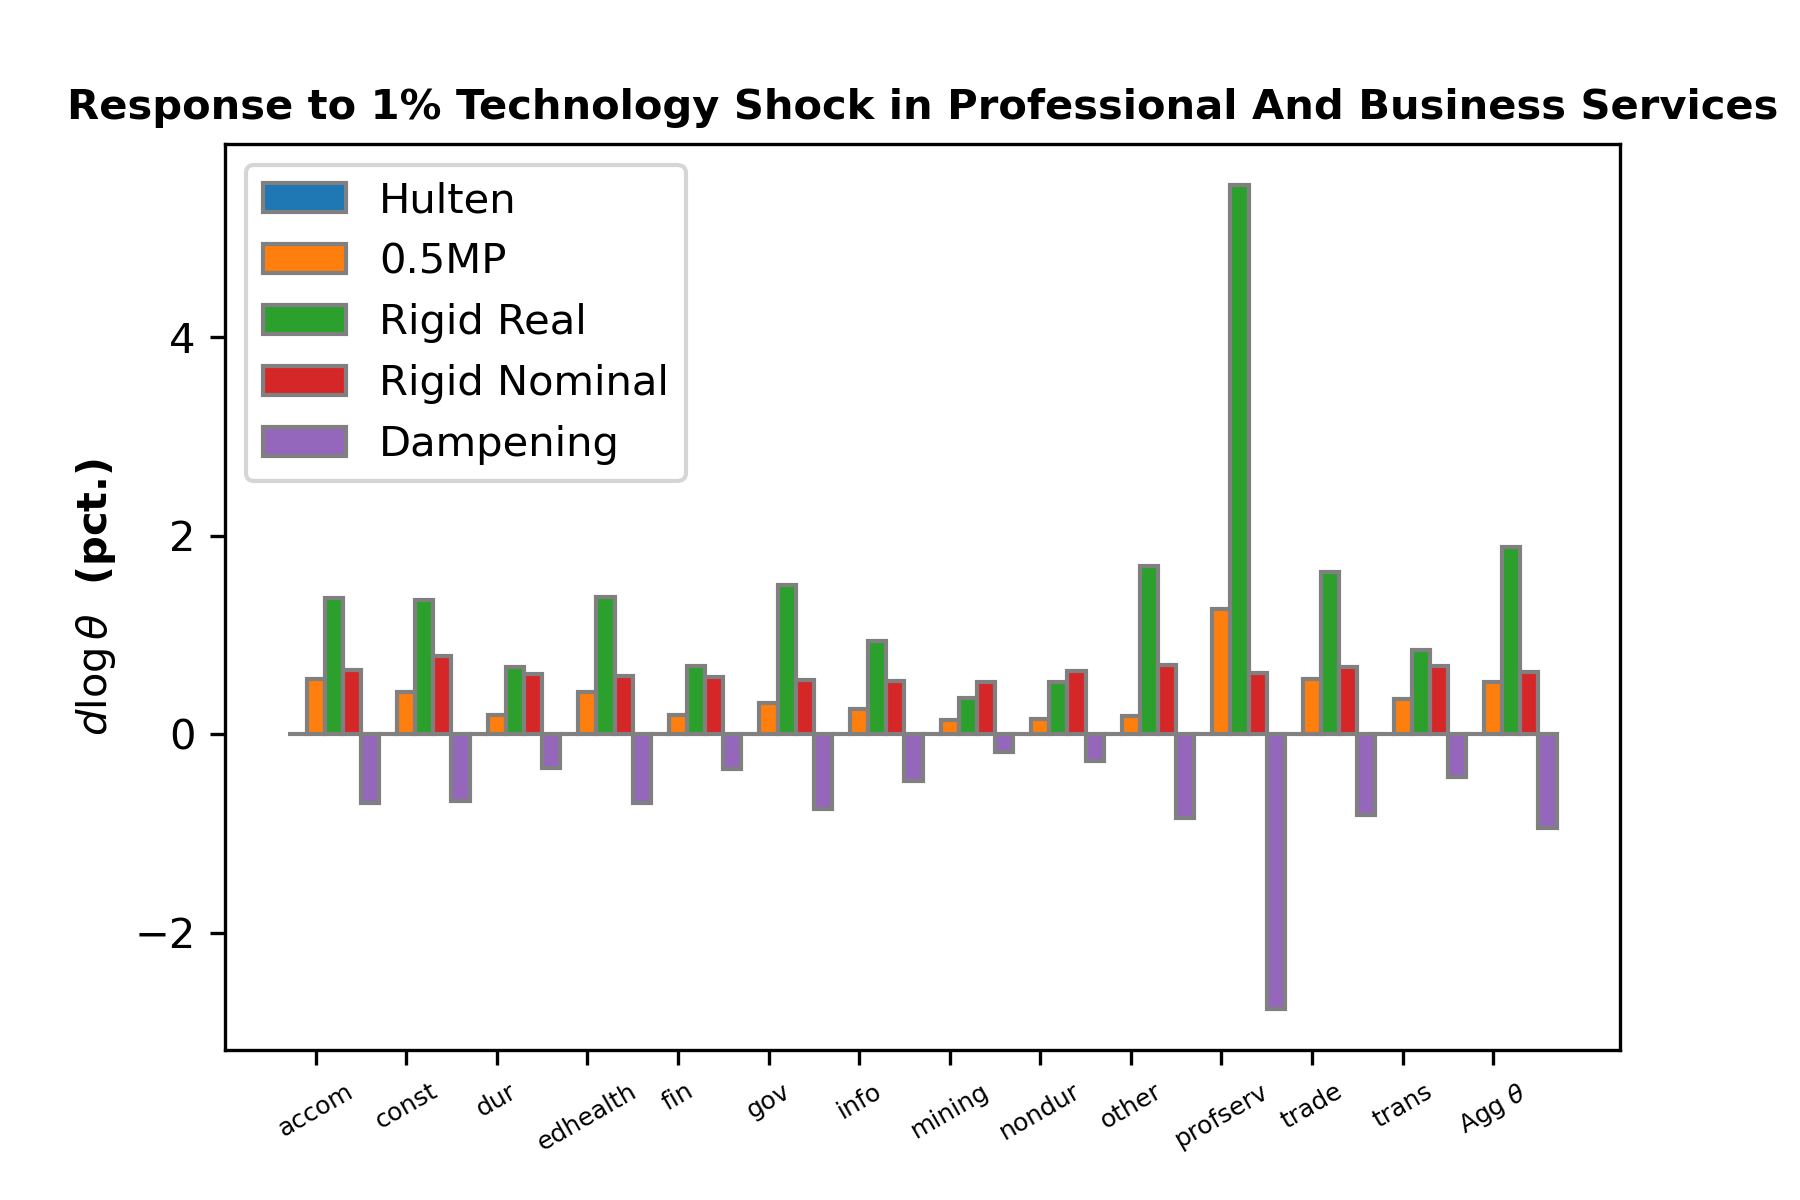 Response to 1% Technology Shock in Professional And Business Services
Hulten
0.5MP
Rigid Real
Rigid Nominal
Dampening
dlog θ (pct.)
4
2
0
−2
accom
const
dur
edhealth
fin
gov
info
mining
nondur
other
profserv
trade
trans
Agg θ